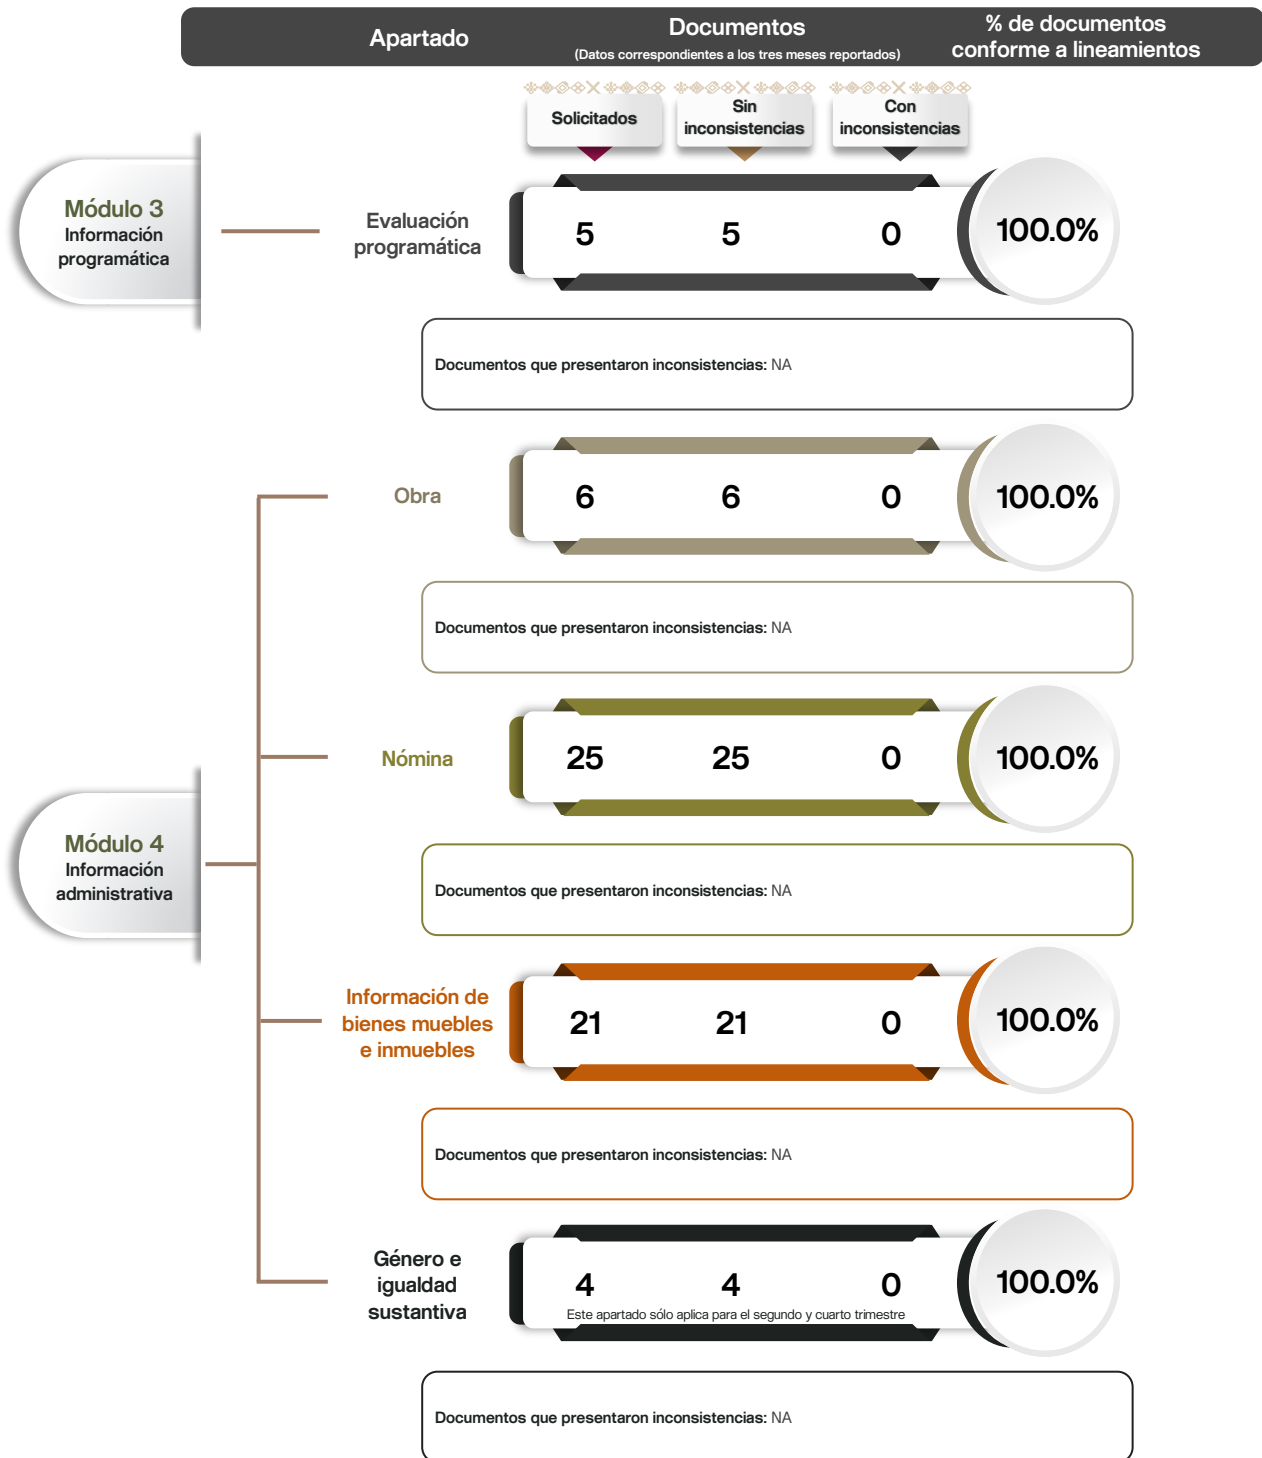 Apartado
Documentos
(Datos correspondientes a los tres meses reportados)
% de documentos
conforme a lineamientos
Solicitados
Sin
inconsistencias
Con
inconsistencias
Módulo 3
Información
programática
Evaluación
programática
5 5 0 100.0%
Documentos que presentaron inconsistencias: NA
Obra
6 6 0 100.0%
Documentos que presentaron inconsistencias: NA
Nómina
25 25 0 100.0%
Documentos que presentaron inconsistencias: NA
Módulo 4
Información
administrativa
Información de
bienes muebles
e inmuebles
21 21 0 100.0%
Documentos que presentaron inconsistencias: NA
Género e
igualdad
sustantiva
4 4 0 100.0%
Este apartado sólo aplica para el segundo y cuarto trimestre
Documentos que presentaron inconsistencias: NA